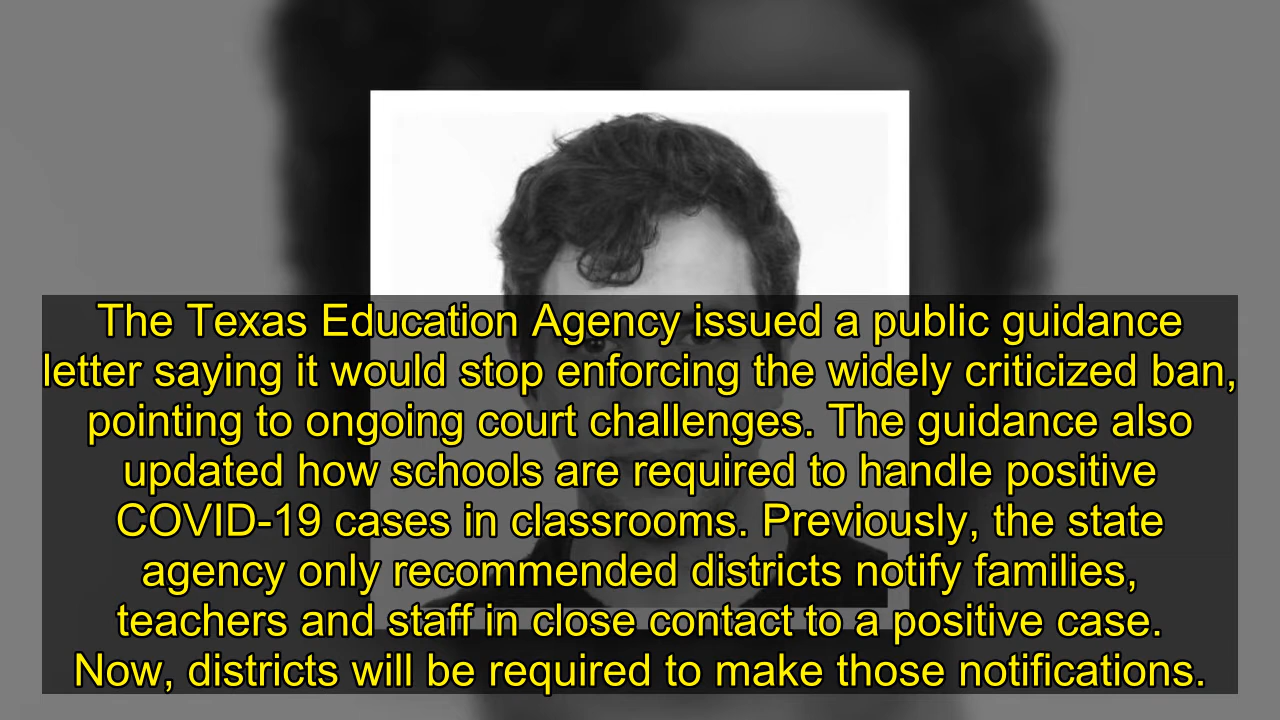 The Texas Education Agency issued a public guidance
letter saying it would stop enforcing the widely criticized ban,
pointing to ongoing court challenges. The guidance also
updated how schools are required to handle positive
COVID-19 cases in classrooms. Previously, the state
agency only recommended districts notify families,
teachers and staff in close contact to a positive case.
Now, districts will be required to make those notifications.